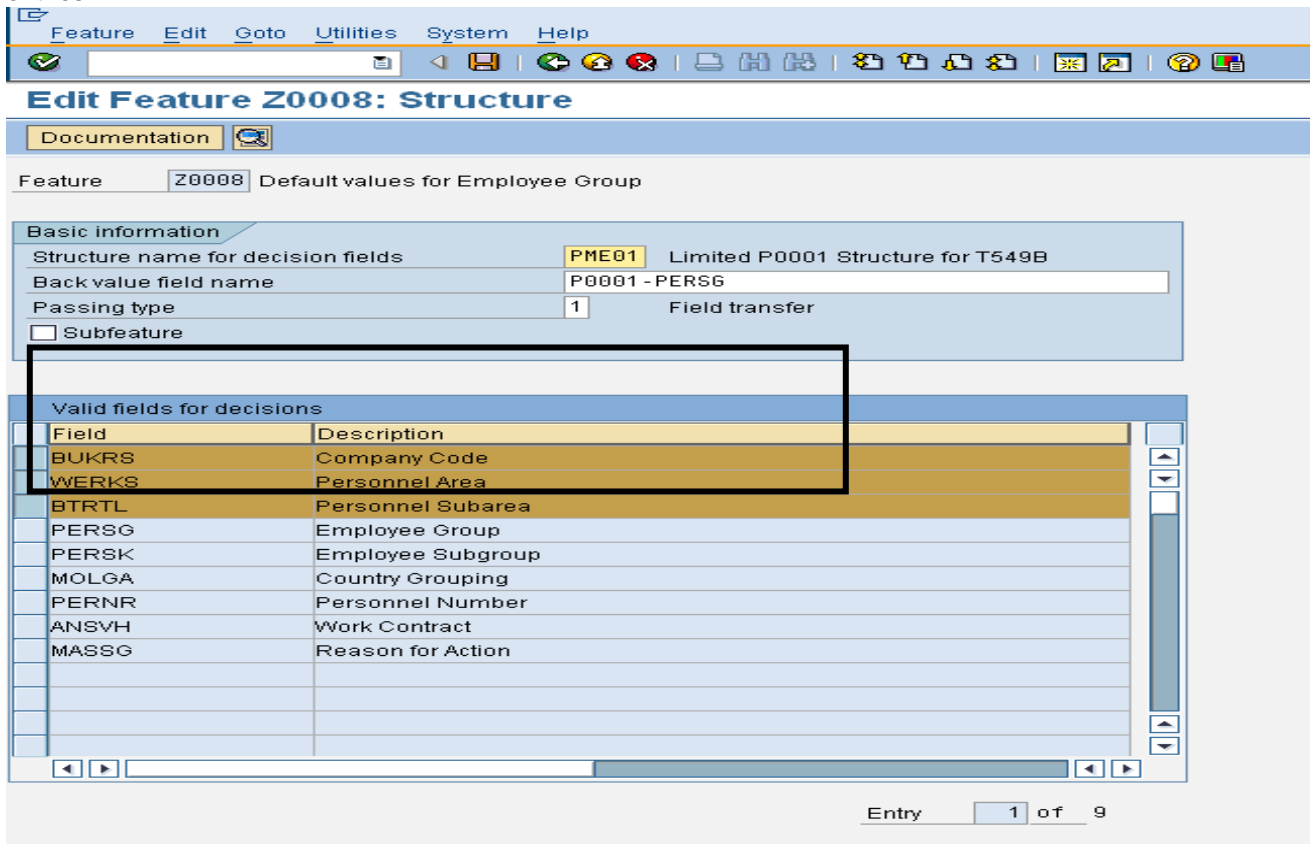 Feature Edit Goto Utilities System Help
Edit Feature Z0008: Structure
Documentation
Feature Z0008 Default values for Employee Group
Basic information
Structure name for decision fields PME01 Limited P0001 Structure for T549B
Back value field name P0001-PERSG
Passing type 1 Field transfer
Subfeature
Valid fields for decisions
Field Description
BUKRS Company Code
WERKS Personnel Area
BTRTL Personnel Subarea
PERSG Employee Group
PERSK Employee Subgroup
MOLGA Country Grouping
PERNR Personnel Number
ANSVH Work Contract
MASSG Reason for Action
Entry 1 of 9